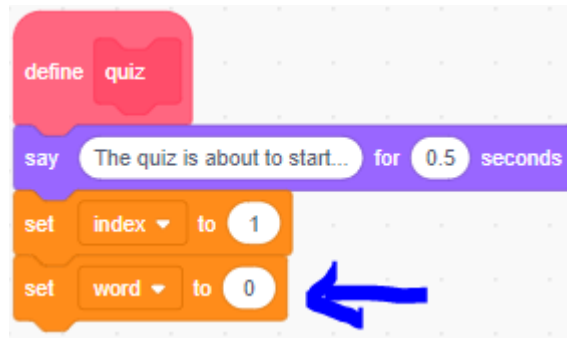 define quiz
say The quiz is about to start... for 0.5 seconds
set index to 1
set word to 0